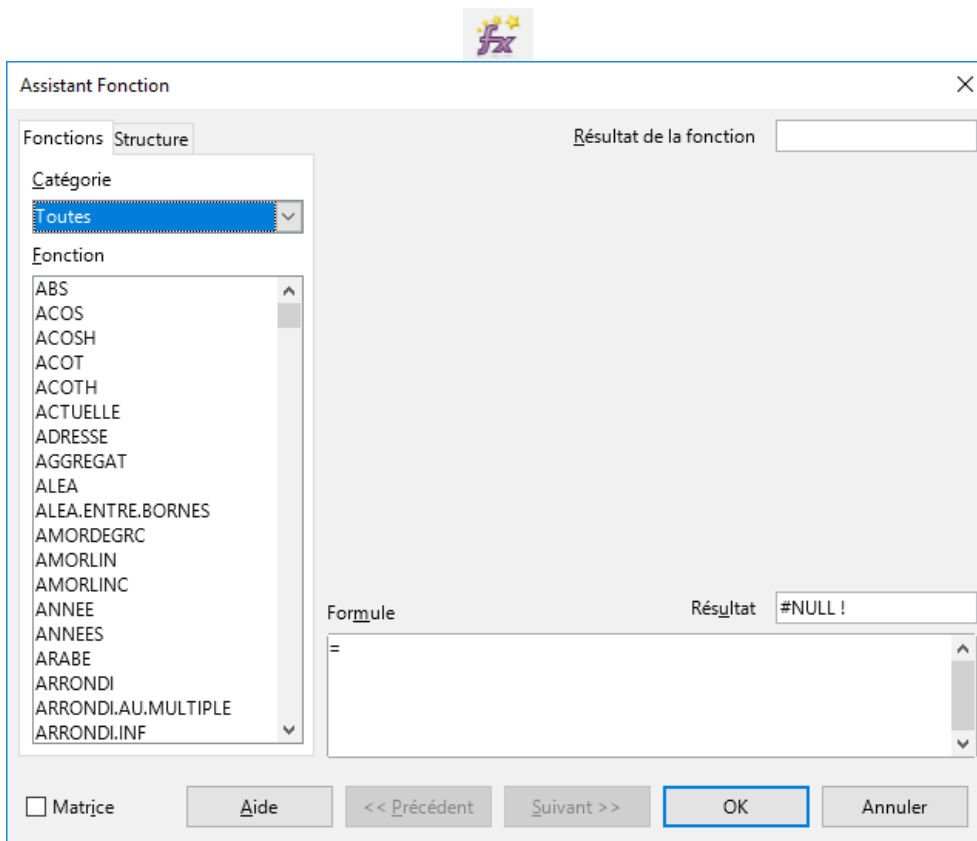 fx
Assistant Fonction
Fonctions Structure
Résultat de la fonction
Catégorie
Toutes
Fonction
ABS
ACOS
ACOSH
ACOT
ACOTH
ACTUELLE
ADRESSE
AGGREGAT
ALEA
ALEA.ENTRE.BORNES
AMORDEGRC
AMORLIN
AMORLINC
ANNEE
ANNEES
ARABE
ARRONDI
ARRONDI.AU.MULTIPLE
ARRONDI.INF
Formule
Résultat
#NULL !
=
Matrice
Aide
<< Précédent
Suivant >>
OK
Annuler